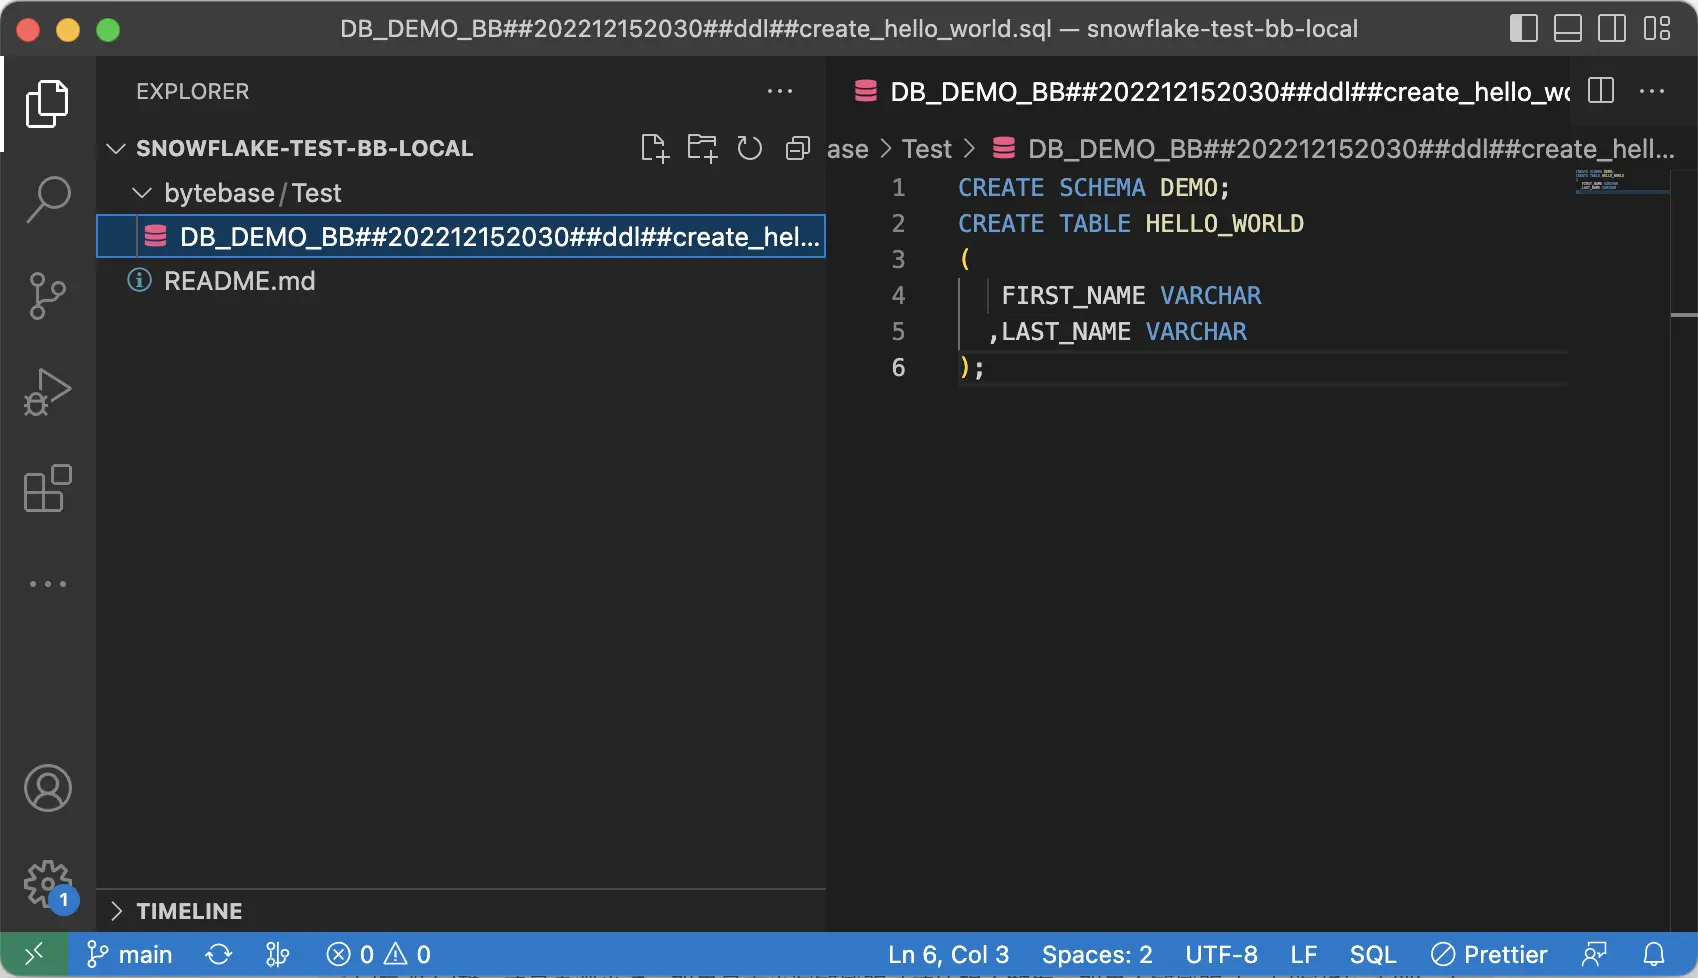 DB_DEMO_BB##202212152030##ddl##create_hello_world.sql — snowflake-test-bb-local
EXPLORER
SNOWFLAKE-TEST-BB-LOCAL
bytebase/Test
DB_DEMO_BB##202212152030##ddl##create_hel...
README.md
TIMELINE
DB_DEMO_BB##202212152030##ddl##create_hello_wo
ase > Test > DB_DEMO_BB##202212152030##ddl##create_hell...
1 CREATE SCHEMA DEMO;
2 CREATE TABLE HELLO_WORLD
3 (
4 FIRST_NAME VARCHAR
5 ,LAST_NAME VARCHAR
6 );
1
main 0 0 Ln 6, Col 3 Spaces: 2 UTF-8 LF SQL Prettier